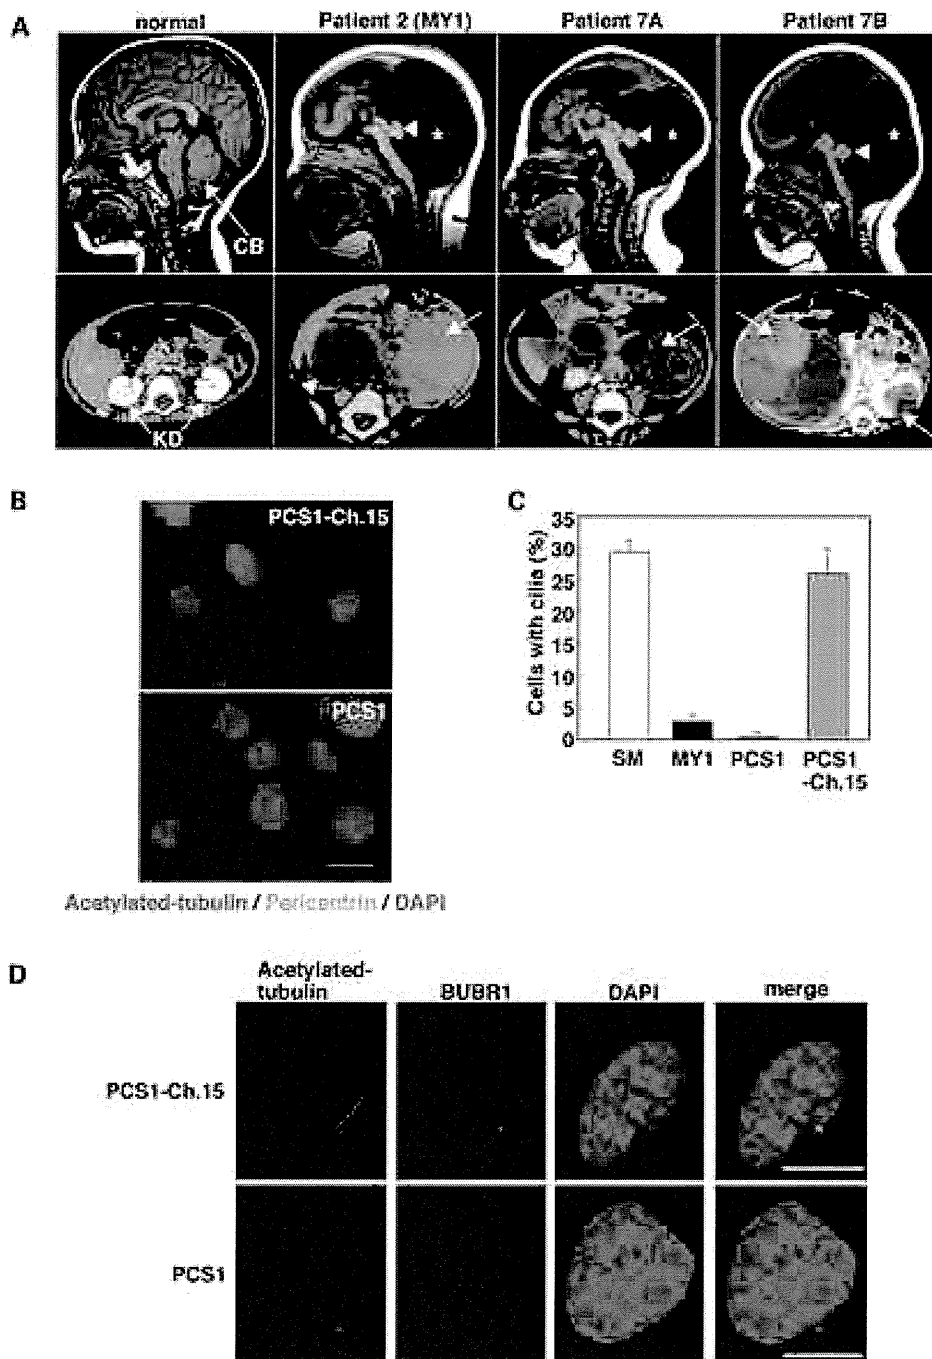 A
normal Patient 2 (MY1) Patient 7A Patient 7B
CB
KD
B
PCS1-Ch.15
PCS1
Acetylated-tubulin / Pericentrin / DAPI
C
Cells with cilia (%)
35
30
25
20
15
10
5
0
SM MY1 PCS1 PCS1
-Ch.15
D
Acetylated-
tubulin BUBR1 DAPI merge
PCS1-Ch.15
PCS1